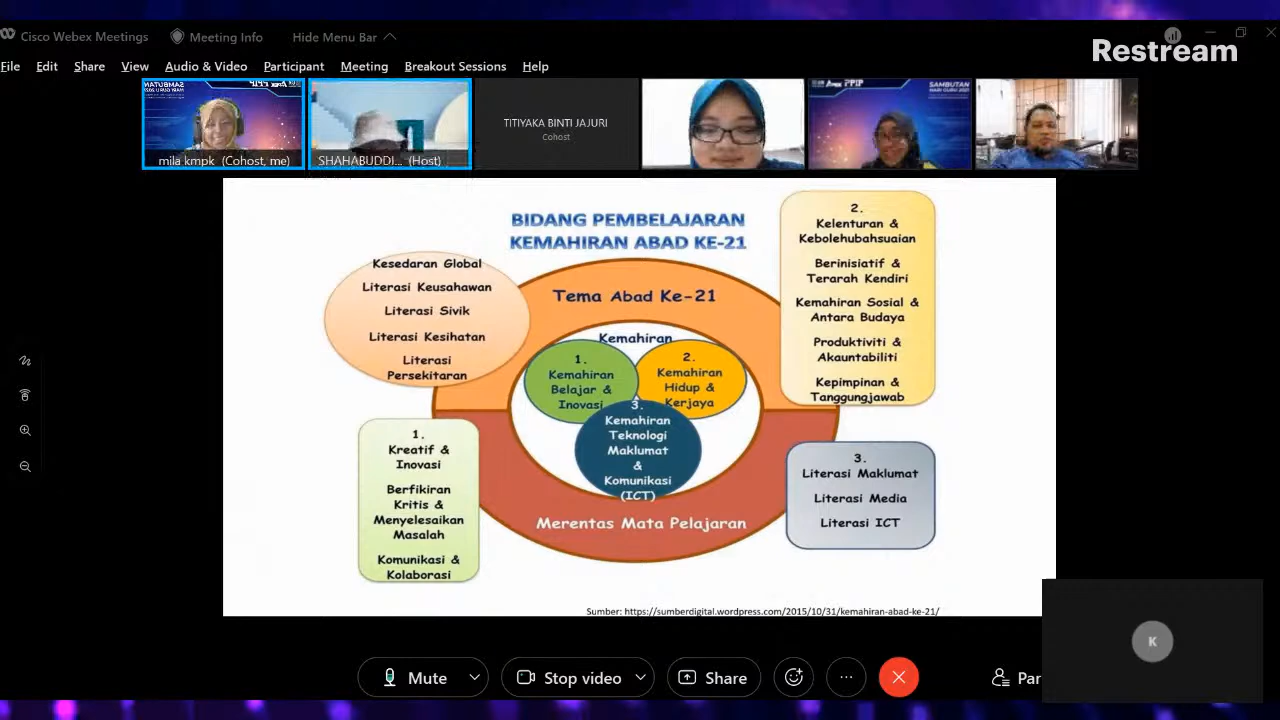 Cisco Webex Meetings
Meeting Info
Hide Menu Bar
Restream
File Edit Share View Audio & Video Participant Meeting Breakout Sessions Help
mila kmpk (Cohost, me)
SHAHABUDDI... (Host)
TITIYAKA BINTI JAJURI
Cohost
SAMBUTAN
HARI GURU 2021
BIDANG PEMBELAJARAN
KEMAHIRAN ABAD KE-21
Kesedaran Global
Literasi Keusahawan
Literasi Sivik
Literasi Kesihatan
Literasi
Persekitaran
Tema Abad Ke-21
Kemahiran
1.
Kemahiran
Belajar &
Inovasi
2.
Kemahiran
Hidup &
Kerjaya
3.
Kemahiran
Teknologi
Maklumat
&
Komunikasi
(ICT)
Merentas Mata Pelajaran
2.
Kelenturan &
Kebolehubahsuaian
Berinisiatif &
Terarah Kendiri
Kemahiran Sosial &
Antara Budaya
Produktiviti &
Akauntabiliti
Kepimpinan &
Tanggungjawab
1.
Kreatif &
Inovasi
Berfikiran
Kritis &
Menyelesaikan
Masalah
Komunikasi &
Kolaborasi
3.
Literasi Maklumat
Literasi Media
Literasi ICT
Sumber: https://sumberdigital.wordpress.com/2015/10/31/kemahiran-abad-ke-21/
Mute
Stop video
Share
Par
K